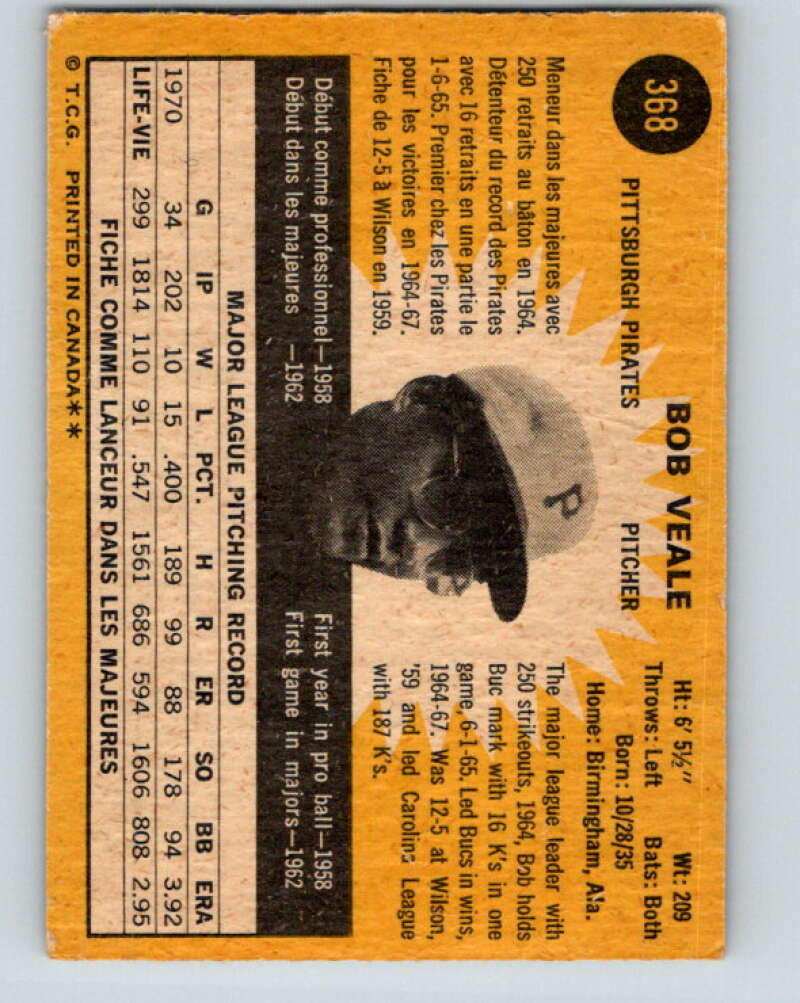 368
BOB VEALE
PITTSBURGH PIRATES PITCHER
Ht: 6' 5½" Wt: 209
Throws: Left Bats: Both
Born: 10/28/35
Home: Birmingham, Ala.
Meneur dans les majeures avec
250 retraits au bâton en 1964.
Détenteur du record des Pirates
avec 16 retraits en une partie le
1-6-65. Premier chez les Pirates
pour les victoires en 1964-67.
Fiche de 12-5 à Wilson en 1959.
P
The major league leader with
250 strikeouts, 1964, Bob holds
Buc mark with 16 K's in one
game, 6-1-65. Led Bucs in wins,
1964-67. Was 12-5 at Wilson,
'59 and led Carolina League
with 187 K's.
Début comme professionnel—1958
Début dans les majeures —1962
First year in pro ball—1958
First game in majors—1962
MAJOR LEAGUE PITCHING RECORD
G IP W L PCT. H R ER SO BB ERA
1970 34 202 10 15 .400 189 99 88 178 94 3.92
LIFE-VIE 299 1814 110 91 .547 1561 686 594 1606 808 2.95
FICHE COMME LANCEUR DANS LES MAJEURES
© T.C.G. PRINTED IN CANADA**